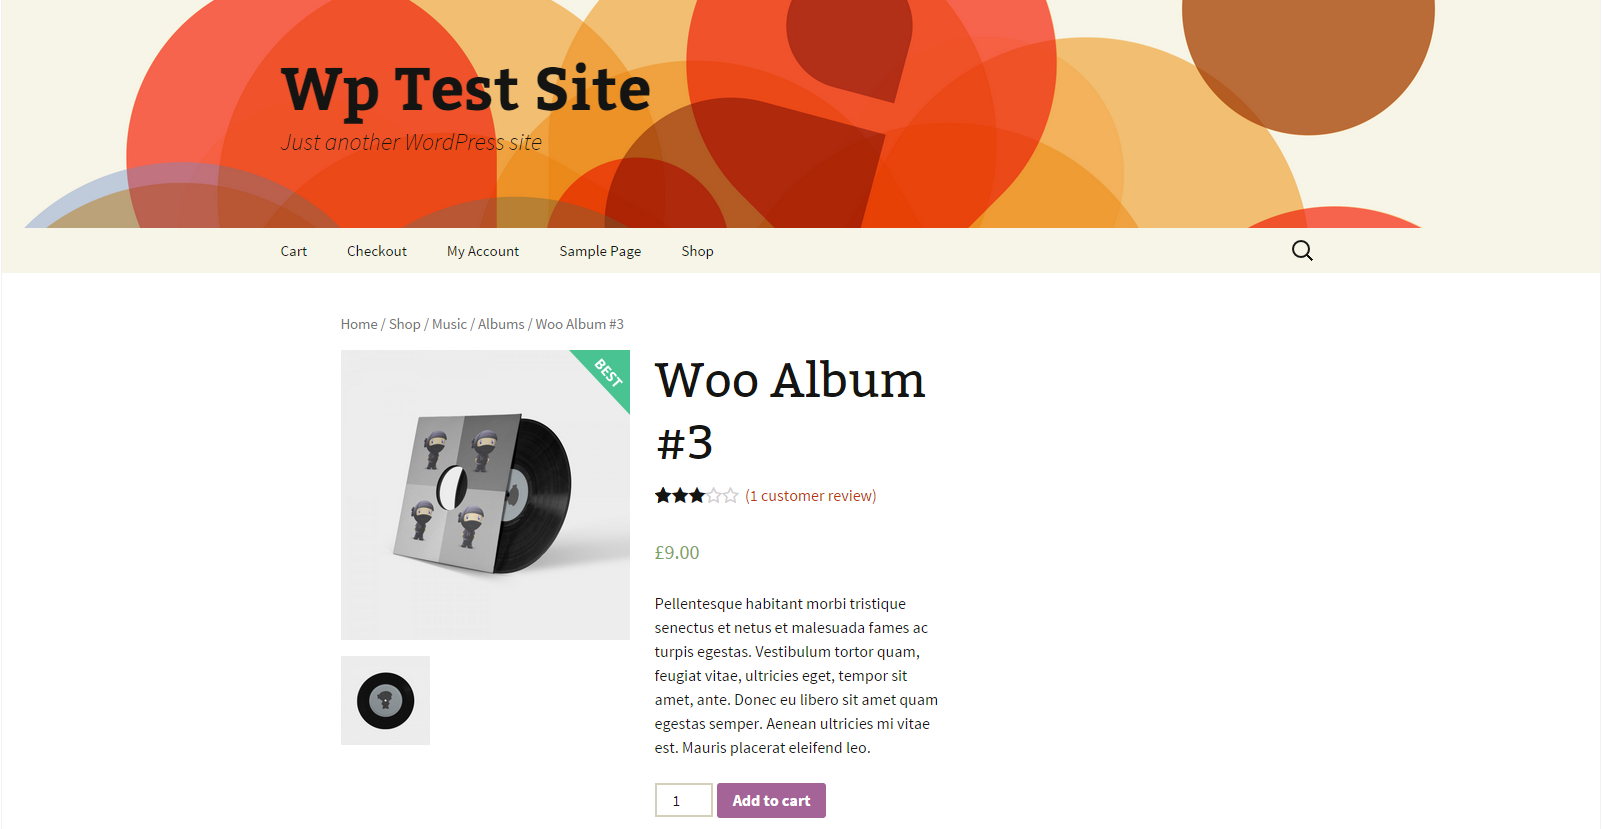 Wp Test Site
Just another WordPress site
Cart
Checkout
My Account
Sample Page
Shop
Home / Shop / Music / Albums / Woo Album #3
BEST
Woo Album
#3
(1 customer review)
£9.00
Pellentesque habitant morbi tristique
senectus et netus et malesuada fames ac
turpis egestas. Vestibulum tortor quam,
feugiat vitae, ultricies eget, tempor sit
amet, ante. Donec eu libero sit amet quam
egestas semper. Aenean ultricies mi vitae
est. Mauris placerat eleifend leo.
1
Add to cart